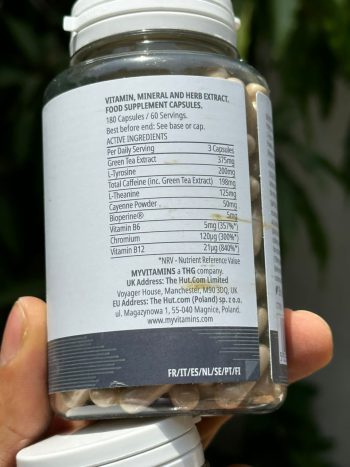 VITAMIN, MINERAL AND HERB EXTRACT.
FOOD SUPPLEMENT CAPSULES.
180 Capsules / 60 Servings.
Best before end: See base or cap.
ACTIVE INGREDIENTS
Per Daily Serving 3 Capsules
Green Tea Extract 375mg
L-Tyrosine 200mg
Total Caffeine (inc. Green Tea Extract) 198mg
L-Theanine 125mg
Cayenne Powder 50mg
Bioperine® 5mg
Vitamin B6 5mg (357%*)
Chromium 120μg (300%*)
Vitamin B12 21μg (840%*)
*NRV - Nutrient Reference Value
MYVITAMINS a THG company.
UK Address: The Hut.Com Limited
Voyager House, Manchester, M90 3DQ, UK
EU Address: The Hut.com (Poland) sp. z o.o.
ul. Magazynowa 1, 55-040 Magnice, Poland.
www.myvitamins.com
FR/IT/ES/NL/SE/PT/FI